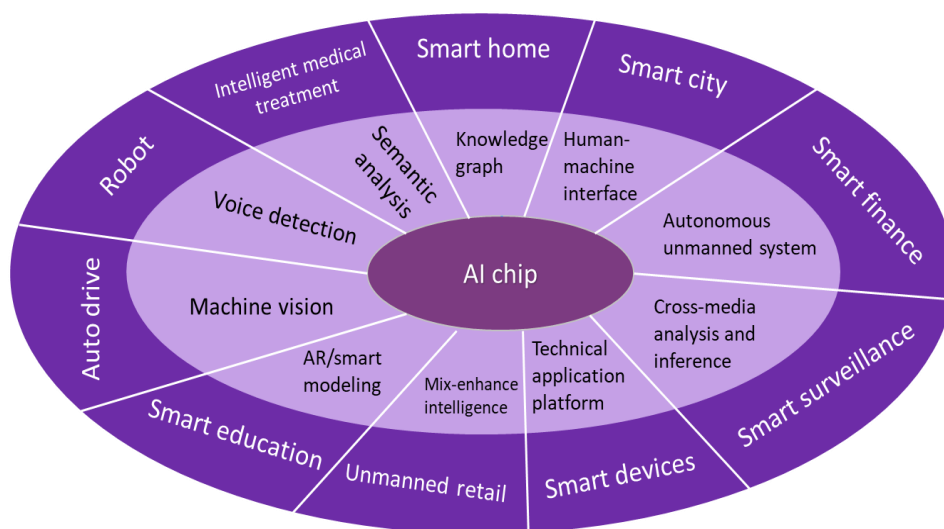 Smart home
Smart city
Smart finance
Smart surveillance
Smart devices
Unmanned retail
Smart education
Auto drive
Robot
Intelligent medical
treatment
Knowledge
graph
Human-
machine
interface
Autonomous
unmanned system
Cross-media
analysis and
inference
Technical
application
platform
Mix-enhance
intelligence
AR/smart
modeling
Machine vision
Voice detection
Semantic
analysis
AI chip